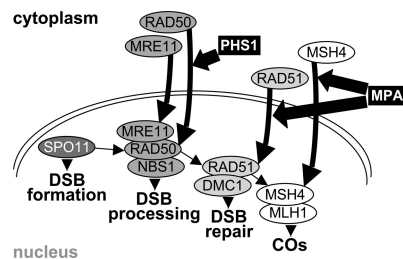 cytoplasm
RAD50
MRE11
PHS1
MSH4
RAD51
MPA
MRE11
SPO11
RAD50
NBS1
RAD51
DMC1
MSH4
MLH1
DSB
formation
DSB
processing
DSB
repair
COs
nucleus